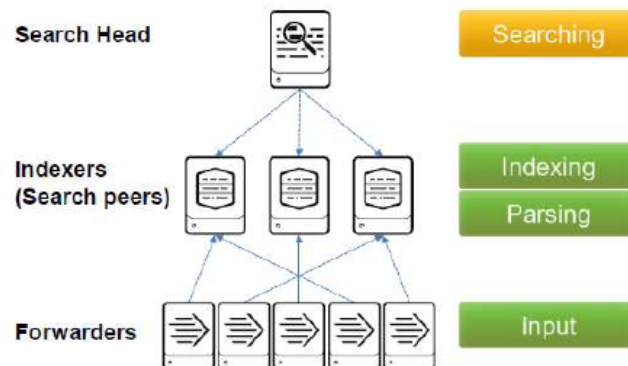 Search Head
Searching
Indexers
(Search peers)
Indexing
Parsing
Forwarders
Input